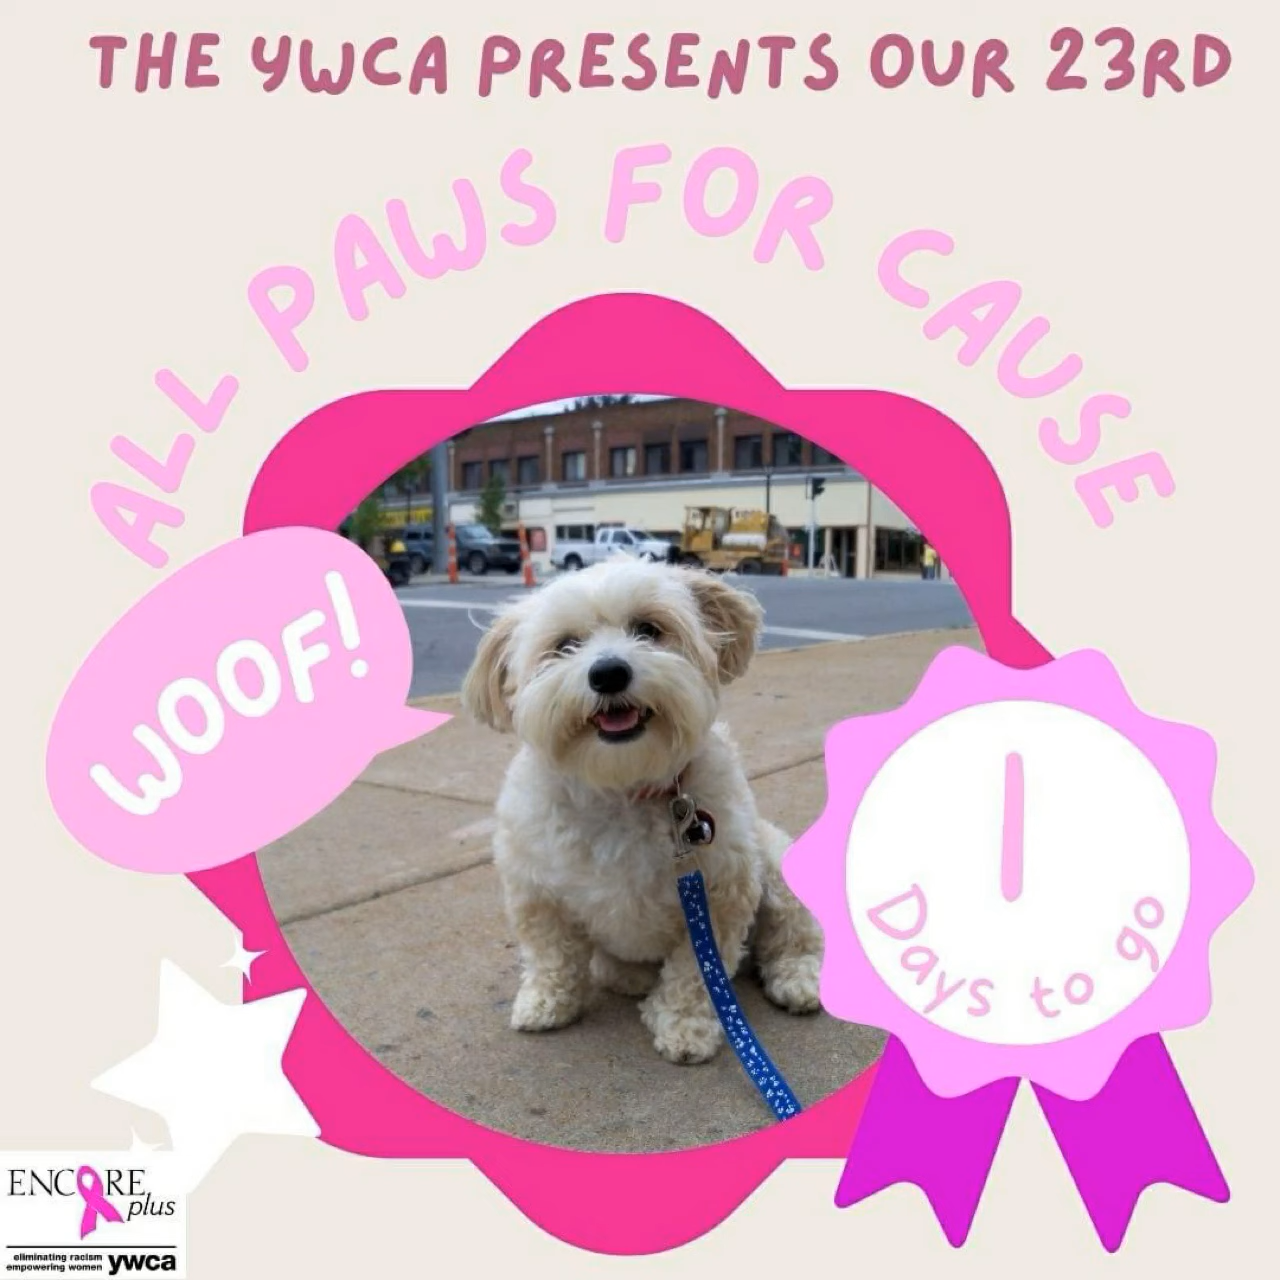 THE YWCA PRESENTS OUR 23RD
ALL PAWS FOR CAUSE
WOOF!
1
Days to go
ENCORE
plus
eliminating racism
empowering women
ywca